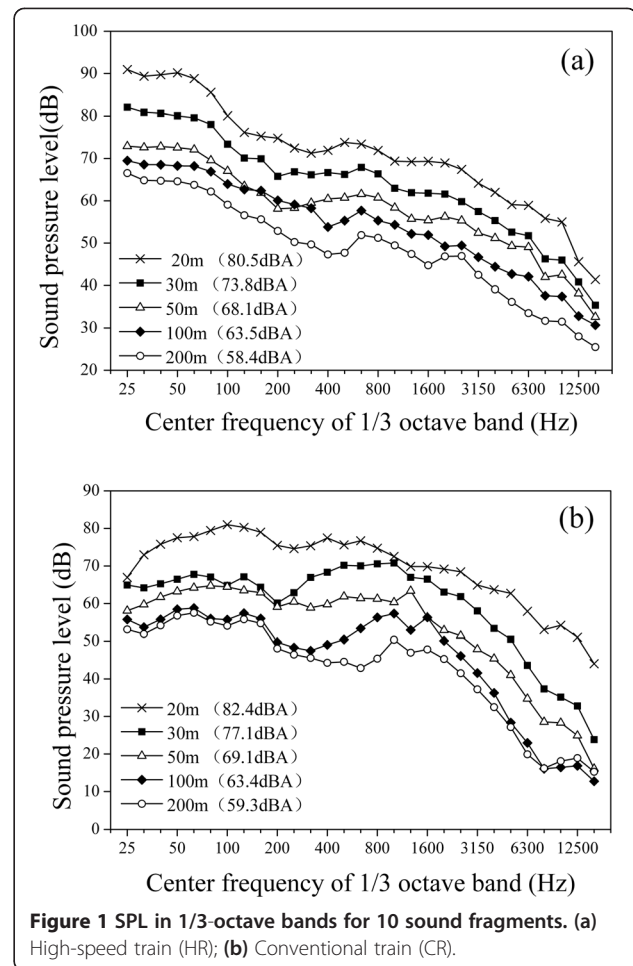 100
90
80
70
60
50
40
30
20
Sound pressure level(dB)
(a)
20m （80.5dBA）
30m （73.8dBA）
50m （68.1dBA）
100m （63.5dBA）
200m （58.4dBA）
25 50 100 200 400 800 1600 3150 6300 12500
Center frequency of 1/3 octave band (Hz)
90
80
70
60
50
40
30
20
10
0
Sound pressure level (dB)
(b)
20m （82.4dBA）
30m （77.1dBA）
50m （69.1dBA）
100m （63.4dBA）
200m （59.3dBA）
25 50 100 200 400 800 1600 3150 6300 12500
Center frequency of 1/3 octave band (Hz)
Figure 1 SPL in 1/3-octave bands for 10 sound fragments. (a)
High-speed train (HR); (b) Conventional train (CR).